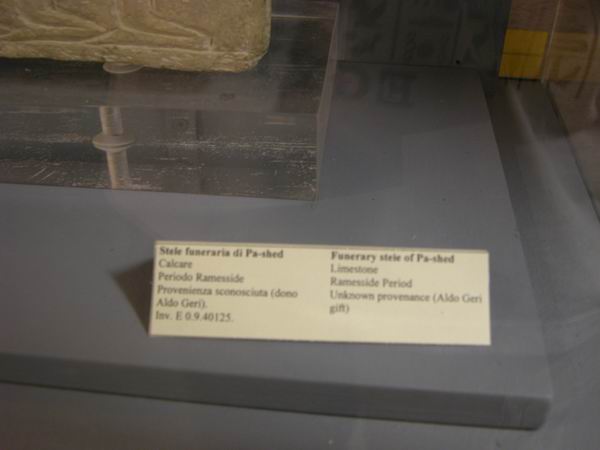 Stele funeraria di Pa-shed
Calcare
Periodo Ramesside
Provenienza sconosciuta (dono
Aldo Geri).
Inv. E 0.9.40125.
Funerary stele of Pa-shed
Limestone
Ramesside Period
Unknown provenance (Aldo Geri
gift)